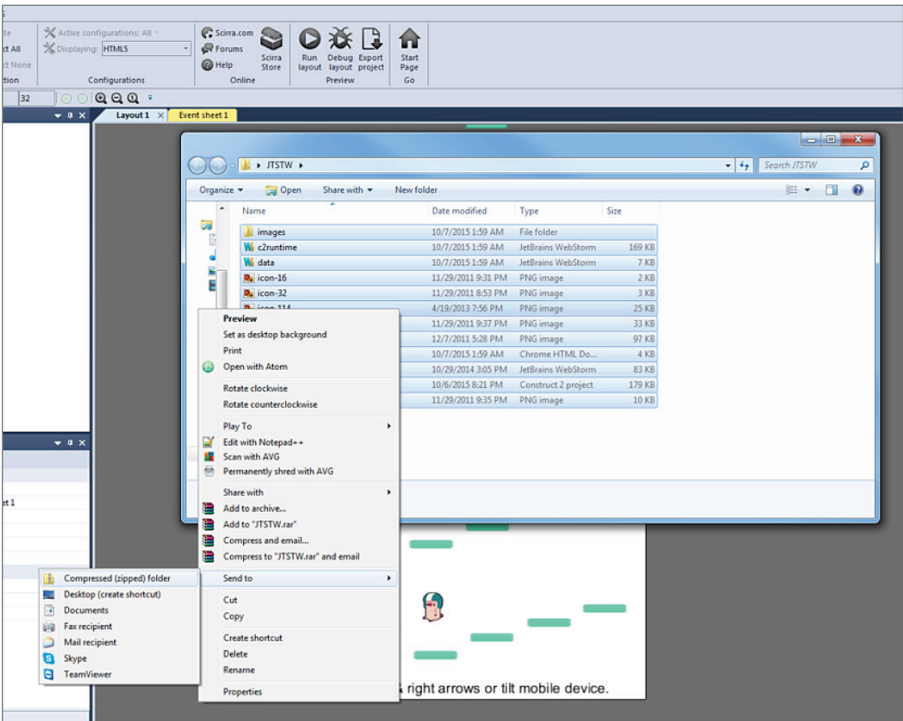 S
te
ct All
ct None
tion
Active configurations: All
Displaying: HTML5
Configurations
Scirra.com
Forums
Help
Scirra Store
Online
Run layout
Debug layout
Export project
Preview
Start Page
Go
32
Layout 1
Event sheet 1
JTSTW
Search JTSTW
Organize
Open
Share with
New folder
Name Date modified Type Size
images 10/7/2015 1:59 AM File folder
c2runtime 10/7/2015 1:59 AM JetBrains WebStorm 169 KB
data 10/7/2015 1:59 AM JetBrains WebStorm 7 KB
icon-16 11/29/2011 9:31 PM PNG image 2 KB
icon-32 11/29/2011 8:53 PM PNG image 3 KB
icon-114 4/19/2013 7:56 PM PNG image 25 KB
11/29/2011 9:37 PM PNG image 33 KB
12/7/2011 5:28 PM PNG image 97 KB
10/7/2015 1:59 AM Chrome HTML Do... 4 KB
10/29/2014 3:05 PM JetBrains WebStorm 83 KB
10/6/2015 8:21 PM Construct 2 project 179 KB
11/29/2011 9:35 PM PNG image 10 KB
Preview
Set as desktop background
Print
Open with Atom
Rotate clockwise
Rotate counterclockwise
Play To
Edit with Notepad++
Scan with AVG
Permanently shred with AVG
Share with
Add to archive...
Add to "JTSTW.rar"
Compress and email...
Compress to "JTSTW.rar" and email
Send to
Cut
Copy
Create shortcut
Delete
Rename
Properties
et 1
Compressed (zipped) folder
Desktop (create shortcut)
Documents
Fax recipient
Mail recipient
Skype
TeamViewer
& right arrows or tilt mobile device.